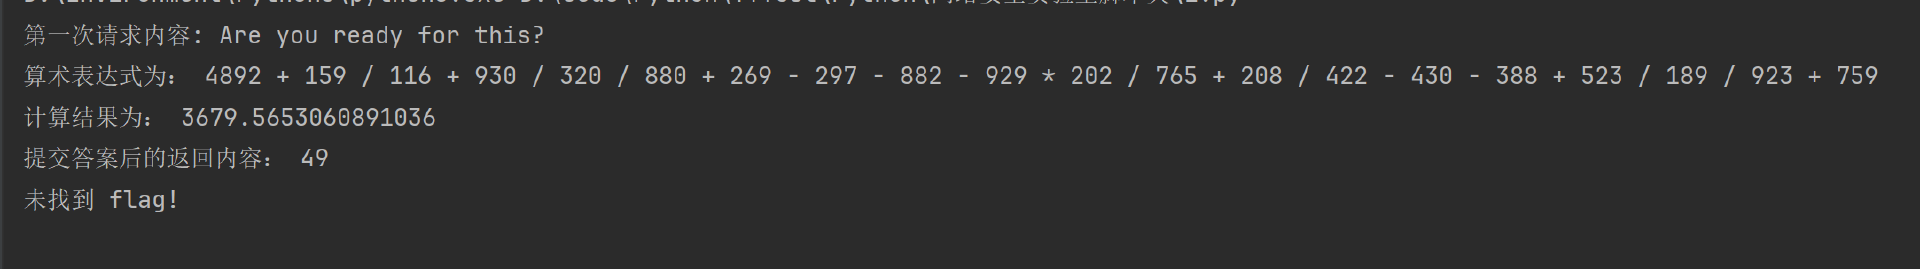 第一次请求内容: Are you ready for this?
算术表达式为： 4892 + 159 / 116 + 930 / 320 / 880 + 269 - 297 - 882 - 929 * 202 / 765 + 208 / 422 - 430 - 388 + 523 / 189 / 923 + 759
计算结果为： 3679.5653060891036
提交答案后的返回内容： 49
未找到 flag!